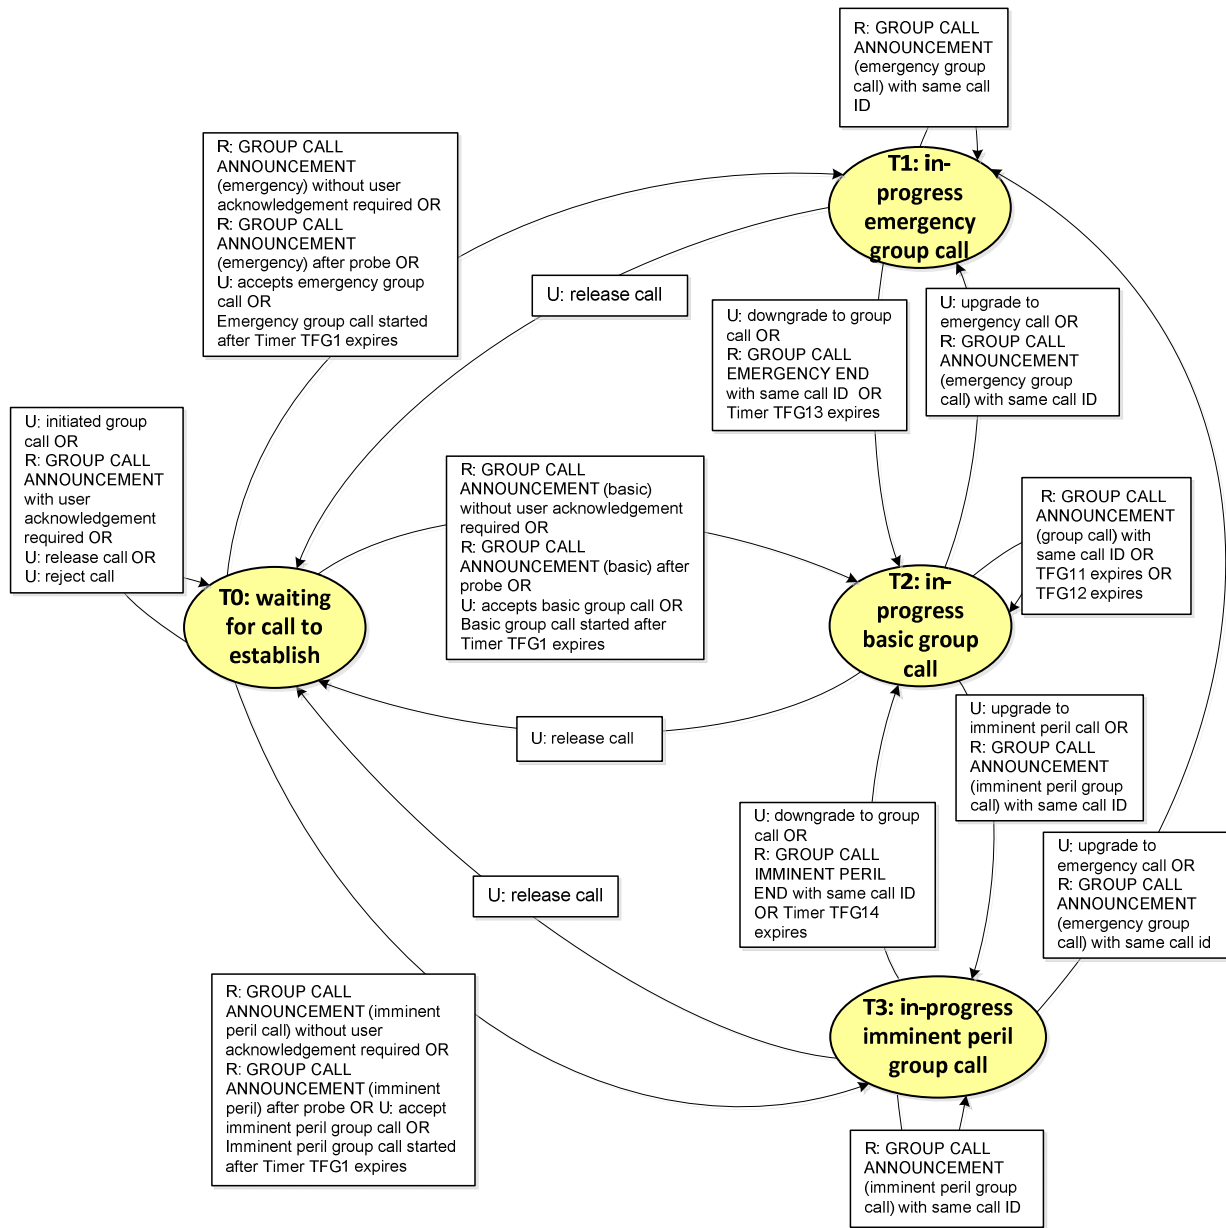 R: GROUP CALL
ANNOUNCEMENT
(emergency group
call) with same call
ID
R: GROUP CALL
ANNOUNCEMENT
(emergency) without user
acknowledgement required OR
R: GROUP CALL
ANNOUNCEMENT
(emergency) after probe OR
U: accepts emergency group
call OR
Emergency group call started
after Timer TFG1 expires
T1: in-
progress
emergency
group call
U: release call
U: downgrade to group
call OR
R: GROUP CALL
EMERGENCY END
with same call ID OR
Timer TFG13 expires
U: upgrade to
emergency call OR
R: GROUP CALL
ANNOUNCEMENT
(emergency group
call) with same call ID
U: initiated group
call OR
R: GROUP CALL
ANNOUNCEMENT
with user
acknowledgement
required OR
U: release call OR
U: reject call
R: GROUP CALL
ANNOUNCEMENT (basic)
without user acknowledgement
required OR
R: GROUP CALL
ANNOUNCEMENT (basic) after
probe OR
U: accepts basic group call OR
Basic group call started after
Timer TFG1 expires
R: GROUP CALL
ANNOUNCEMENT
(group call) with
same call ID OR
TFG11 expires OR
TFG12 expires
T0: waiting
for call to
establish
T2: in-
progress
basic group
call
U: release call
U: upgrade to
imminent peril call OR
R: GROUP CALL
ANNOUNCEMENT
(imminent peril group
call) with same call ID
U: downgrade to group
call OR
R: GROUP CALL
IMMINENT PERIL
END with same call ID
OR Timer TFG14
expires
U: upgrade to
emergency call OR
R: GROUP CALL
ANNOUNCEMENT
(emergency group
call) with same call id
U: release call
R: GROUP CALL
ANNOUNCEMENT (imminent
peril call) without user
acknowledgement required OR
R: GROUP CALL
ANNOUNCEMENT (imminent
peril) after probe OR U: accept
imminent peril group call OR
Imminent peril group call started
after Timer TFG1 expires
T3: in-progress
imminent peril
group call
R: GROUP CALL
ANNOUNCEMENT
(imminent peril group
call) with same call ID